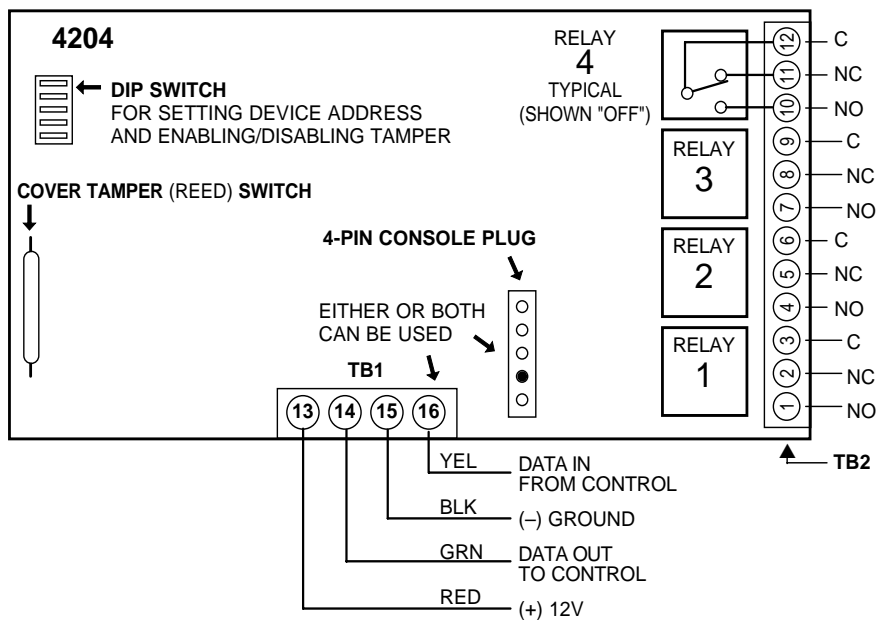 4204
DIP SWITCH
FOR SETTING DEVICE ADDRESS
AND ENABLING/DISABLING TAMPER
COVER TAMPER (REED) SWITCH
4-PIN CONSOLE PLUG
EITHER OR BOTH
CAN BE USED
TB1
13 14 15 16
RELAY
4
TYPICAL
(SHOWN "OFF")
RELAY
3
RELAY
2
RELAY
1
12 C
11 NC
10 NO
9 C
8 NC
7 NO
6 C
5 NC
4 NO
3 C
2 NC
1 NO
TB2
YEL DATA IN
FROM CONTROL
BLK (–) GROUND
GRN DATA OUT
TO CONTROL
RED (+) 12V